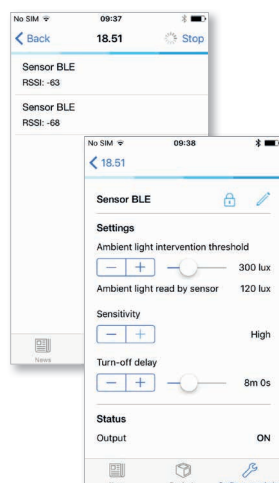 No SIM 09:37
Back 18.51 Stop
Sensor BLE
RSSI: -63
Sensor BLE
RSSI: -68
News
No SIM 09:38
18.51
Sensor BLE
Settings
Ambient light intervention threshold
− + 300 lux
Ambient light read by sensor 120 lux
Sensitivity
− + High
Turn-off delay
− + 8m 0s
Status
Output ON